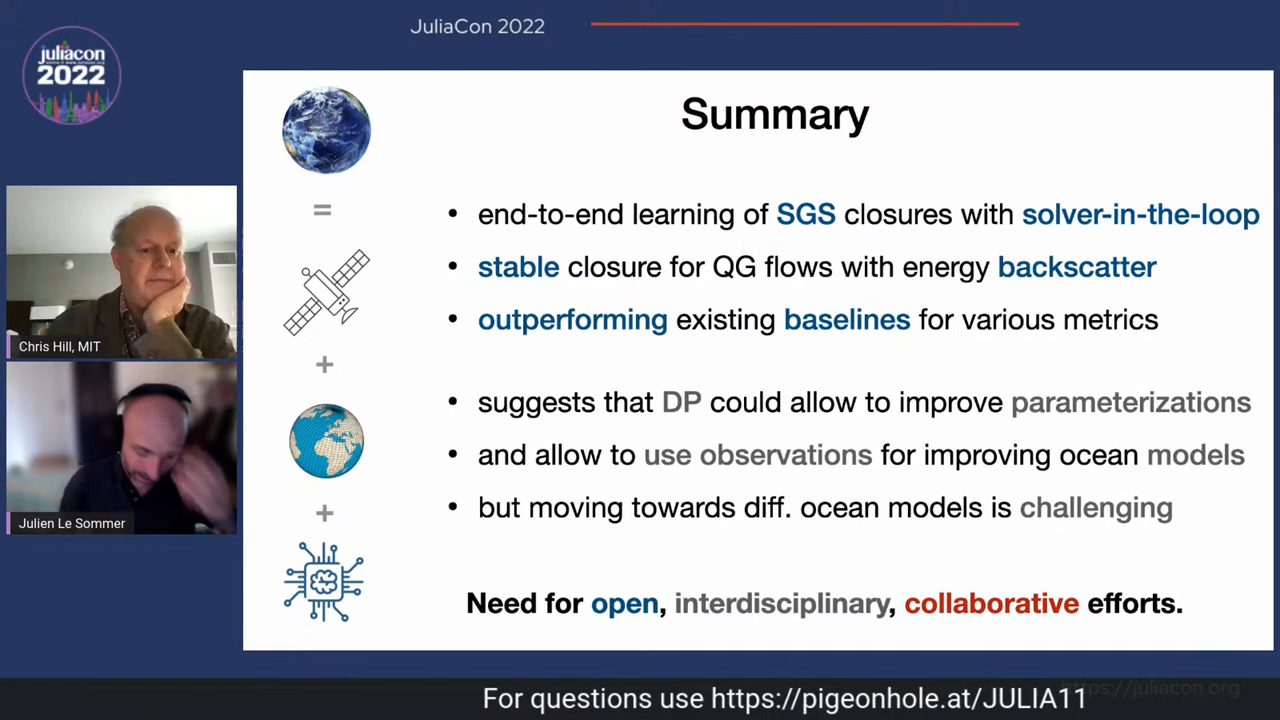 JuliaCon 2022
juliacon
2022
Summary
=
• end-to-end learning of SGS closures with solver-in-the-loop
• stable closure for QG flows with energy backscatter
• outperforming existing baselines for various metrics
+
• suggests that DP could allow to improve parameterizations
• and allow to use observations for improving ocean models
+
• but moving towards diff. ocean models is challenging
Need for open, interdisciplinary, collaborative efforts.
Chris Hill, MIT
Julien Le Sommer
https://juliacon.org
For questions use https://pigeonhole.at/JULIA11